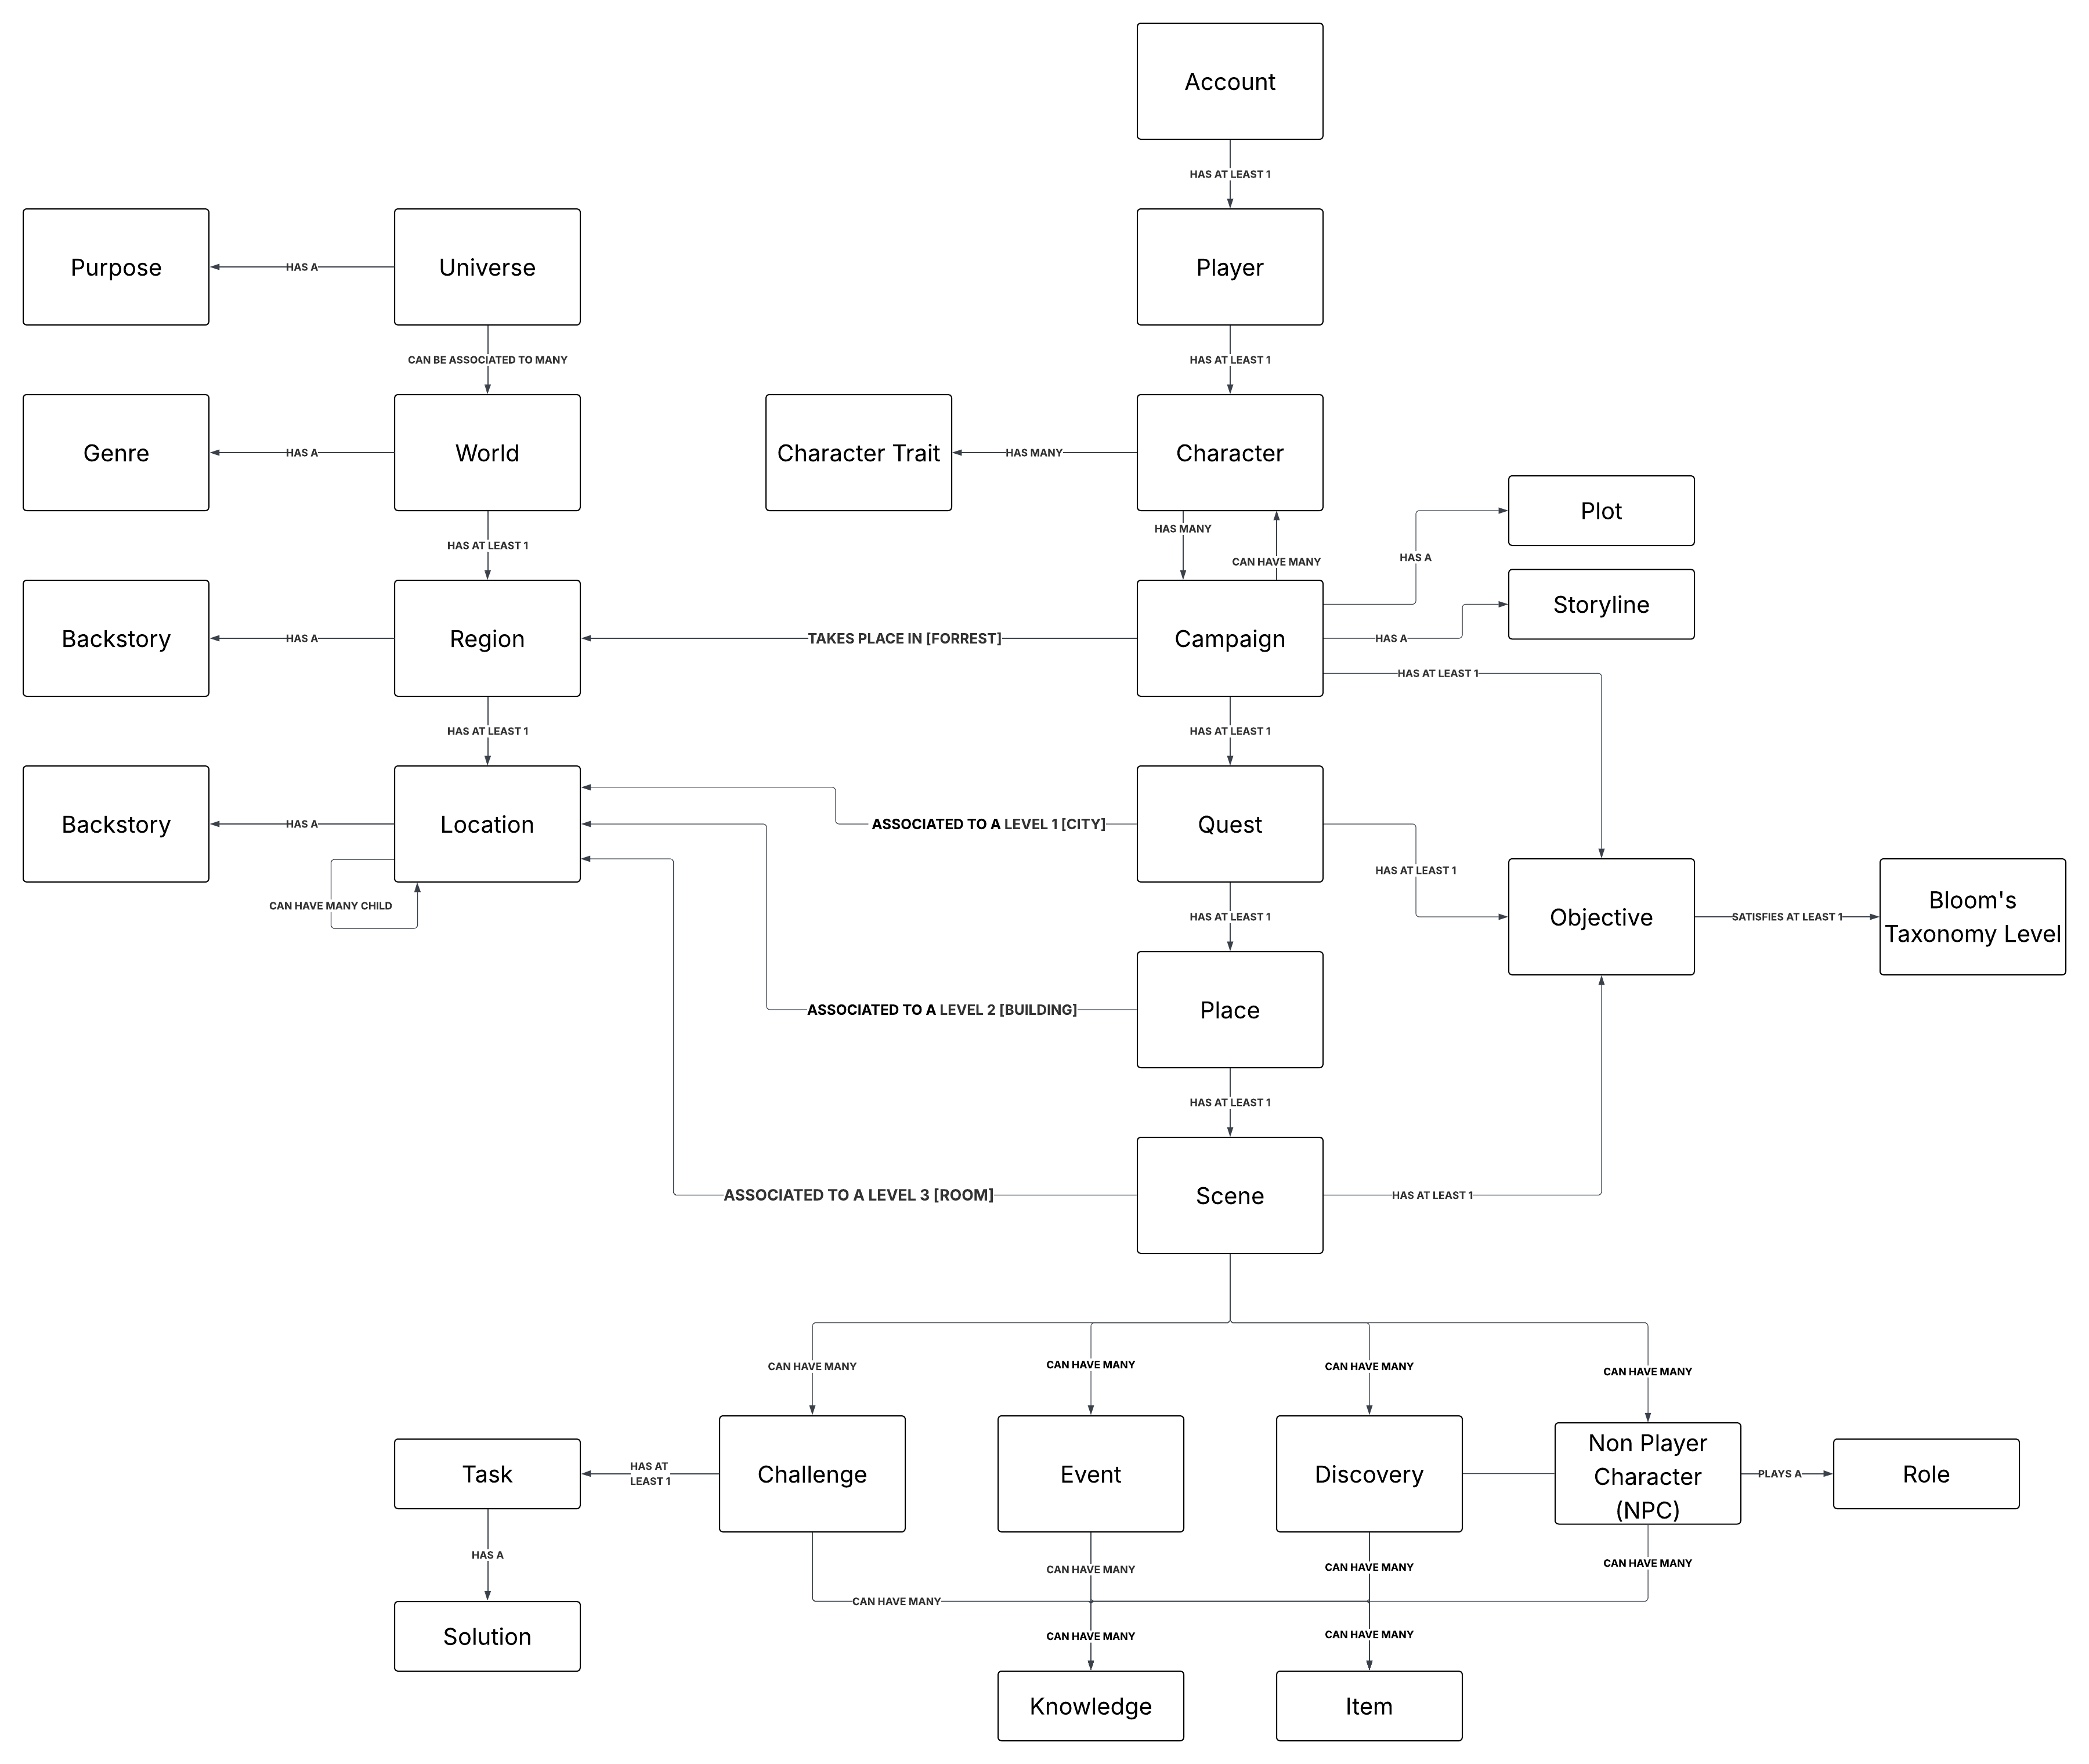 Account
HAS AT LEAST 1
Purpose
HAS A
Universe
Player
CAN BE ASSOCIATED TO MANY
HAS AT LEAST 1
Genre
HAS A
World
Character Trait
HAS MANY
Character
Plot
HAS MANY
HAS AT LEAST 1
HAS A
CAN HAVE MANY
Storyline
Backstory
HAS A
Region
TAKES PLACE IN [FORREST]
Campaign
HAS A
HAS AT LEAST 1
HAS AT LEAST 1
HAS AT LEAST 1
Backstory
HAS A
Location
ASSOCIATED TO A LEVEL 1 [CITY]
Quest
HAS AT LEAST 1
CAN HAVE MANY CHILD
HAS AT LEAST 1
Objective
SATISFIES AT LEAST 1
Bloom's
Taxonomy Level
ASSOCIATED TO A LEVEL 2 [BUILDING]
Place
HAS AT LEAST 1
ASSOCIATED TO A LEVEL 3 [ROOM]
Scene
HAS AT LEAST 1
CAN HAVE MANY
CAN HAVE MANY
CAN HAVE MANY
CAN HAVE MANY
Task
HAS AT
LEAST 1
Challenge
Event
Discovery
Non Player
Character
(NPC)
PLAYS A
Role
HAS A
CAN HAVE MANY
CAN HAVE MANY
CAN HAVE MANY
CAN HAVE MANY
Solution
CAN HAVE MANY
CAN HAVE MANY
Knowledge
Item